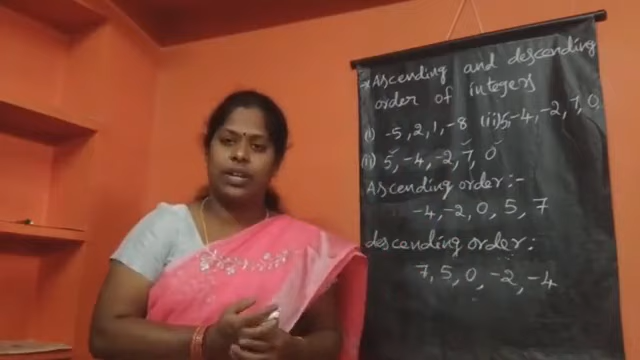 *Ascending and descending
order of integers
(i) -5, 2, 1, -8 (ii) 5, -4, -2, 7, 0
(ii) 5, -4, -2, 7, 0
Ascending order:-
-4, -2, 0, 5, 7
descending order:
7, 5, 0, -2, -4